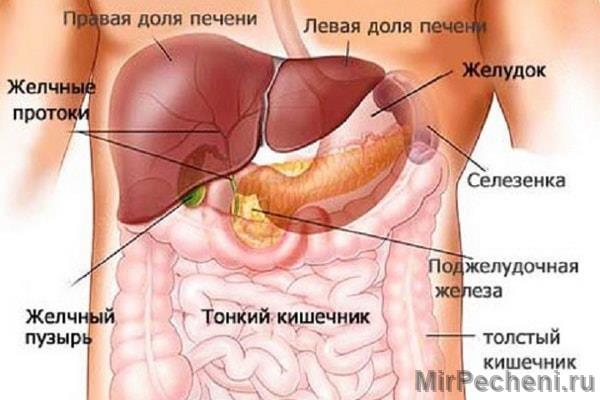 Правая доля печени
Левая доля печени
Желчные
протоки
Желудок
Селезенка
Поджелудочная
железа
Желчный
пузырь
Тонкий кишечник
толстый
кишечник
MirPecheni.ru